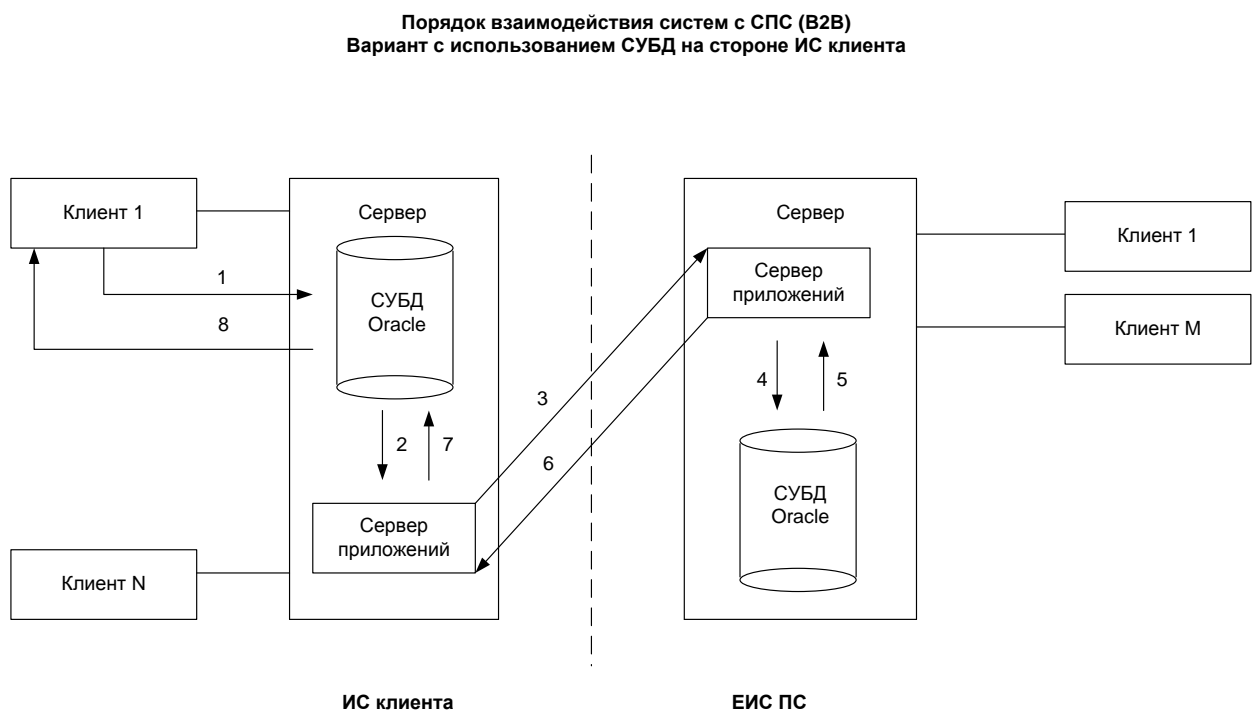 Порядок взаимодействия систем с СПС (B2B)
Вариант с использованием СУБД на стороне ИС клиента
Клиент 1
Сервер
СУБД
Oracle
1
8
2
7
Сервер
приложений
Клиент N
3
6
Сервер
Сервер
приложений
4
5
СУБД
Oracle
Клиент 1
Клиент M
ИС клиента
ЕИС ПС